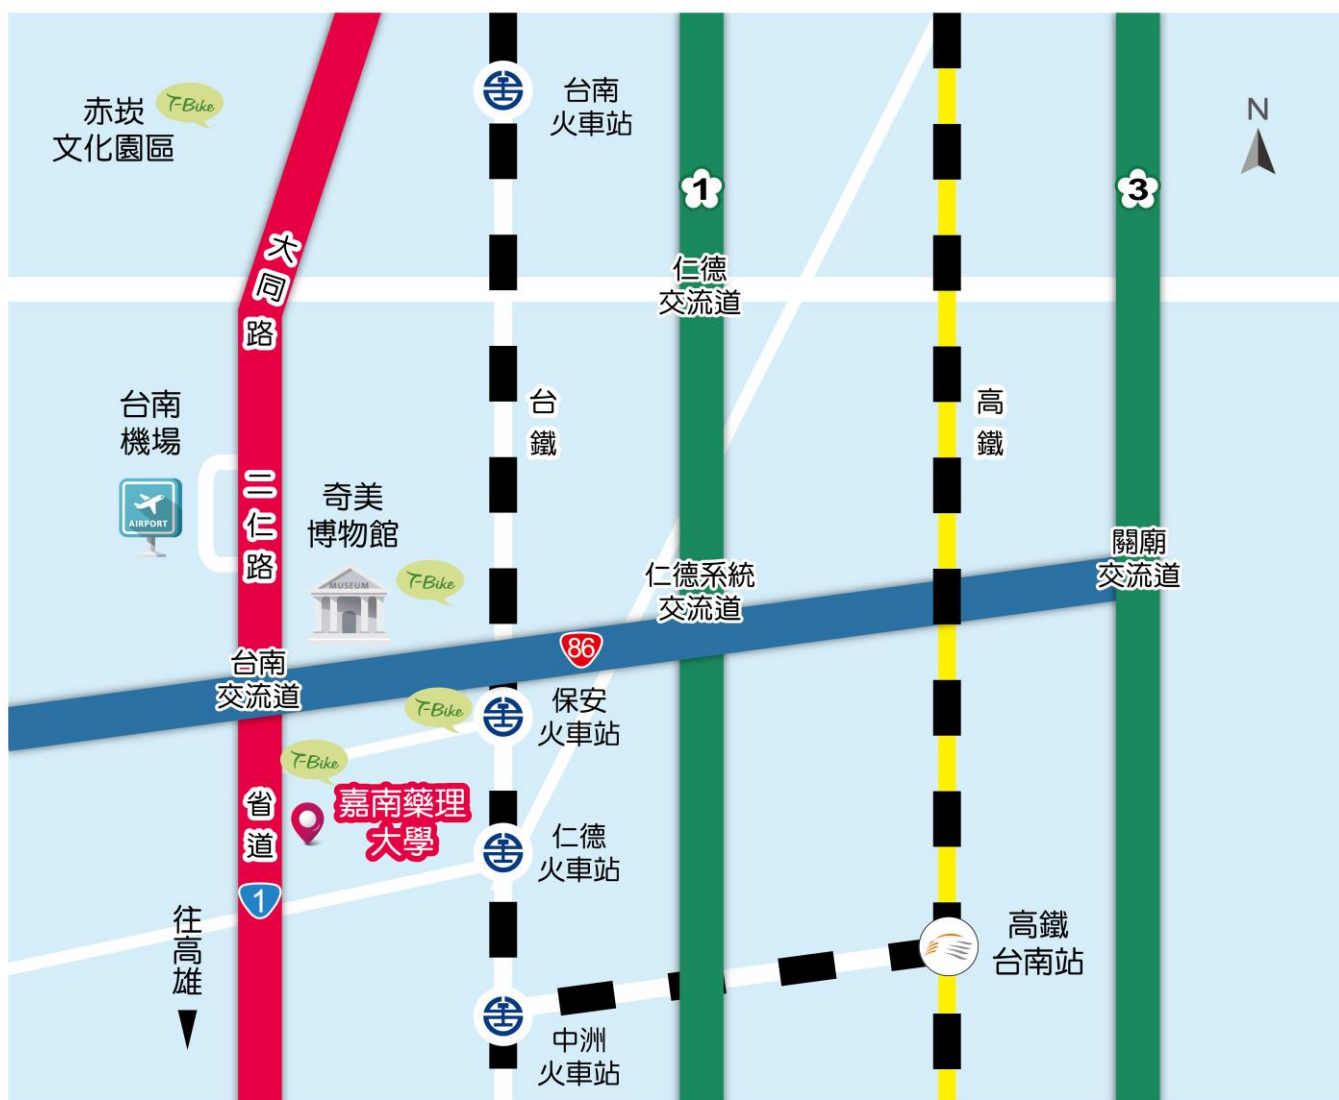 赤崁
文化園區
T-Bike
台南
火車站
N
1
3
大同路
仁德
交流道
台南
機場
AIRPORT
台鐵
高鐵
二仁路
奇美
博物館
MUSEUM
T-Bike
仁德系統
交流道
關廟
交流道
台南
交流道
86
T-Bike
保安
火車站
T-Bike
省道
1
嘉南藥理
大學
仁德
火車站
往高雄
高鐵
台南站
中洲
火車站